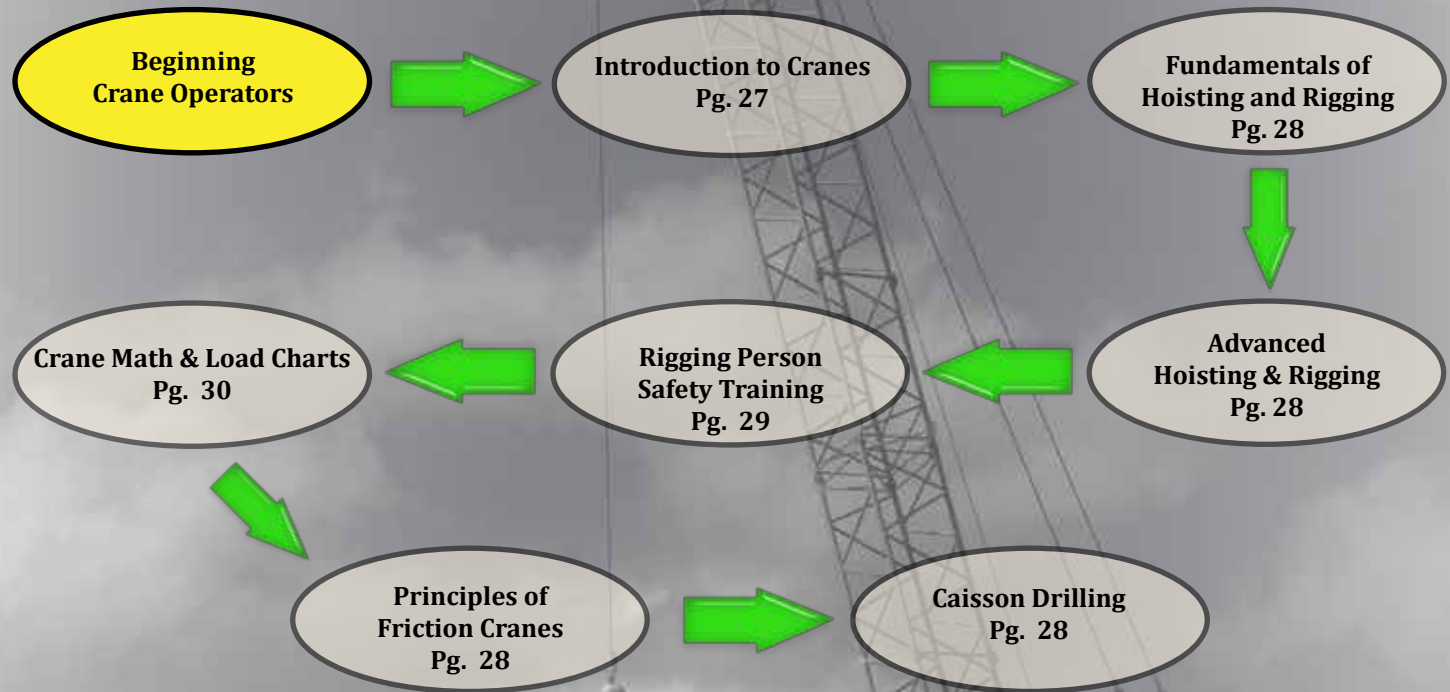 Beginning
Crane Operators
Introduction to Cranes
Pg. 27
Fundamentals of
Hoisting and Rigging
Pg. 28
Advanced
Hoisting & Rigging
Pg. 28
Rigging Person
Safety Training
Pg. 29
Crane Math & Load Charts
Pg. 30
Principles of
Friction Cranes
Pg. 28
Caisson Drilling
Pg. 28